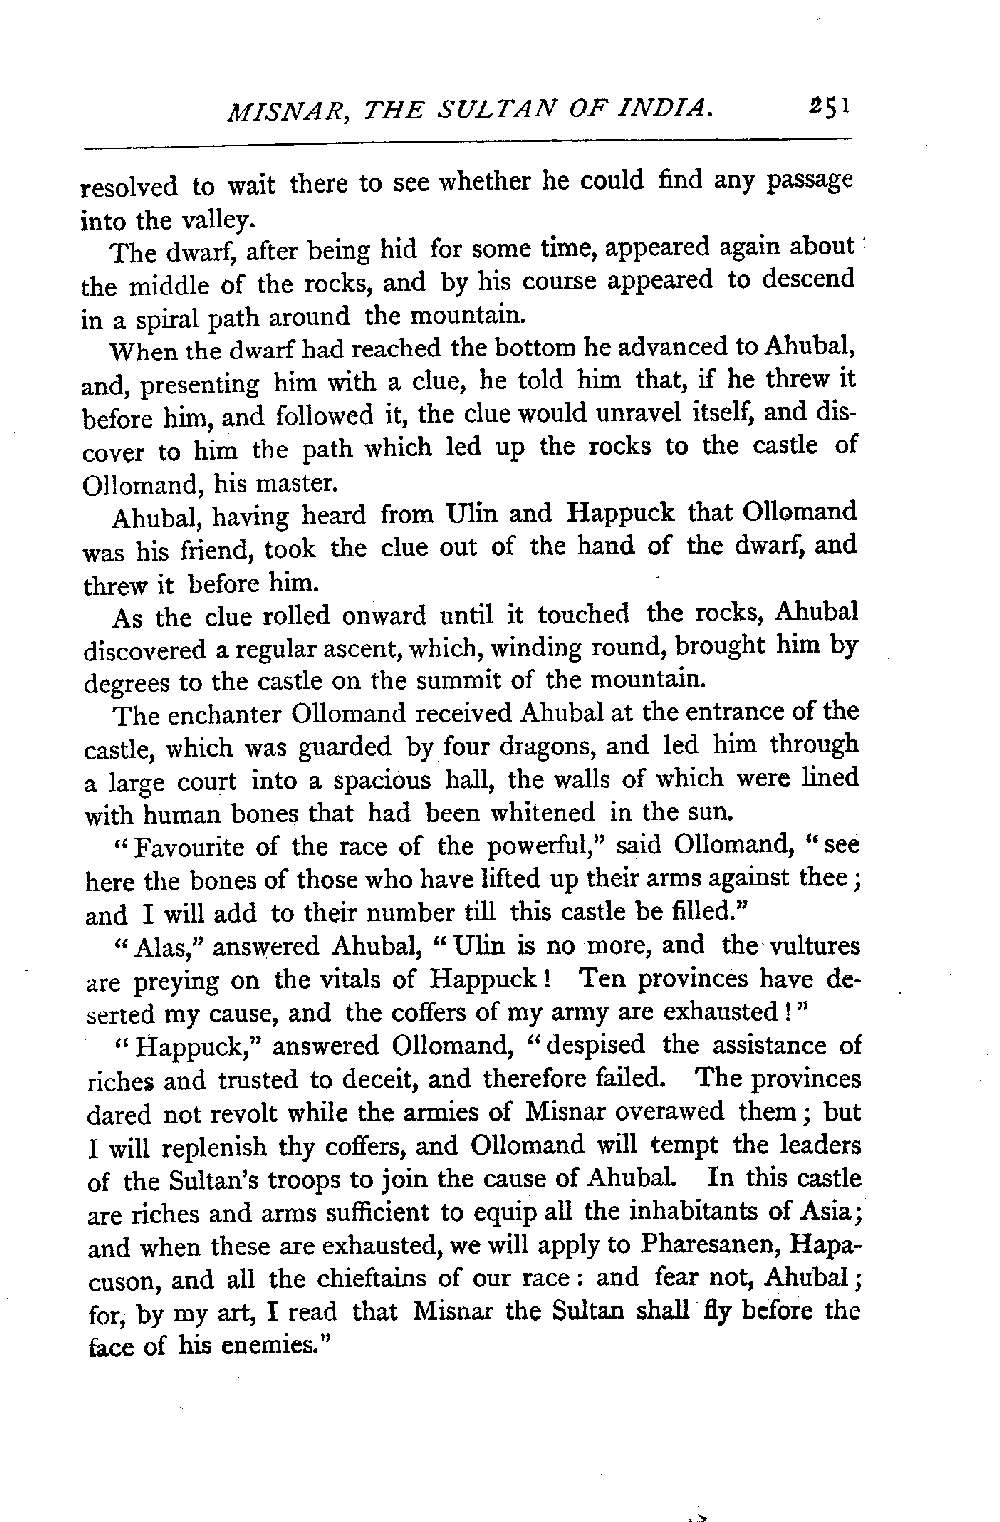 MISNAR, THE SULTAN OF INDIA. 251
resolved to wait there to see whether he could find any passage
into the valley.
The dwarf, after being hid for some time, appeared again about
the middle of the rocks, and by his course appeared to descend
in a spiral path around the mountain.
When the dwarf had reached the bottom he advanced to Ahubal,
and, presenting him with a clue, he told him that, if he threw it
before him, and followed it, the clue would unravel itself, and dis-
cover to him the path which led up the rocks to the castle of
Ollomand, his master.
Ahubal, having heard from Ulin and Happuck that Ollomand
was his friend, took the clue out of the hand of the dwarf, and
threw it before him.
As the clue rolled onward until it touched the rocks, Ahubal
discovered a regular ascent, which, winding round, brought him by
degrees to the castle on the summit of the mountain.
The enchanter Ollomand received Ahubal at the entrance of the
castle, which was guarded by four dragons, and led him through
a large court into a spacious hall, the walls of which were lined
with human bones that had been whitened in the sun.
"Favourite of the race of the powerful," said Ollomand, "see
here the bones of those who have lifted up their arms against thee;
and I will add to their number till this castle be filled."
"Alas," answered Ahubal, "Ulin is no more, and the vultures
are preying on the vitals of Happuck! Ten provinces have de-
serted my cause, and the coffers of my army are exhausted!"
"Happuck," answered Ollomand, "despised the assistance of
riches and trusted to deceit, and therefore failed. The provinces
dared not revolt while the armies of Misnar overawed them; but
I will replenish thy coffers, and Ollomand will tempt the leaders
of the Sultan's troops to join the cause of Ahubal. In this castle
are riches and arms sufficient to equip all the inhabitants of Asia;
and when these are exhausted, we will apply to Pharesanen, Hapa-
cuson, and all the chieftains of our race: and fear not, Ahubal;
for, by my art, I read that Misnar the Sultan shall fly before the
face of his enemies."